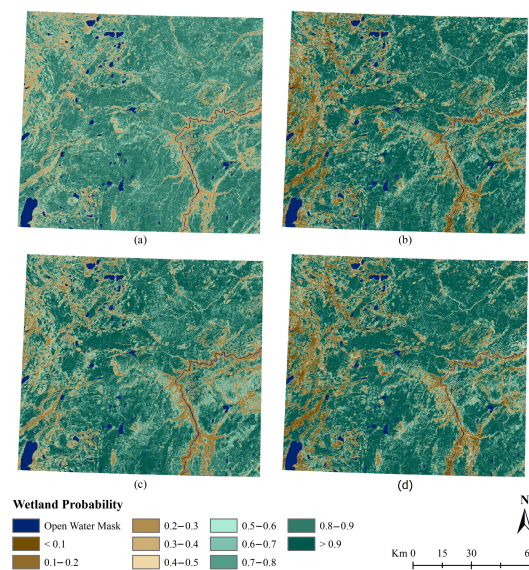 (a)
(b)
(c)
(d)
Wetland Probability
Open Water Mask
< 0.1
0.1−0.2
0.2−0.3
0.3−0.4
0.4−0.5
0.5−0.6
0.6−0.7
0.7−0.8
0.8−0.9
> 0.9
N
Km 0 15 30 6